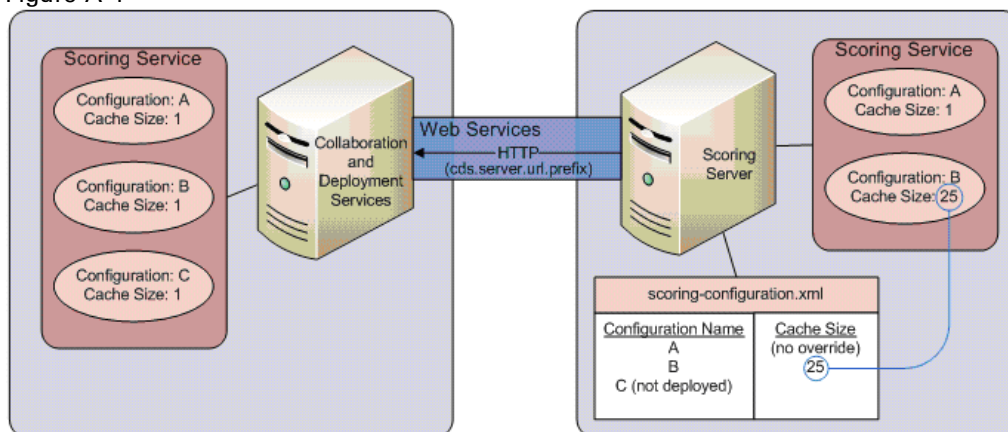 Scoring Service
Configuration: A
Cache Size: 1
Configuration: B
Cache Size: 1
Configuration: C
Cache Size: 1
Collaboration
and
Deployment
Services
Web Services
HTTP
(cds.server.url.prefix)
Scoring
Server
Scoring Service
Configuration: A
Cache Size: 1
Configuration: B
Cache Size: 25
scoring-configuration.xml
Configuration Name
A
B
C (not deployed)
Cache Size
(no override)
25